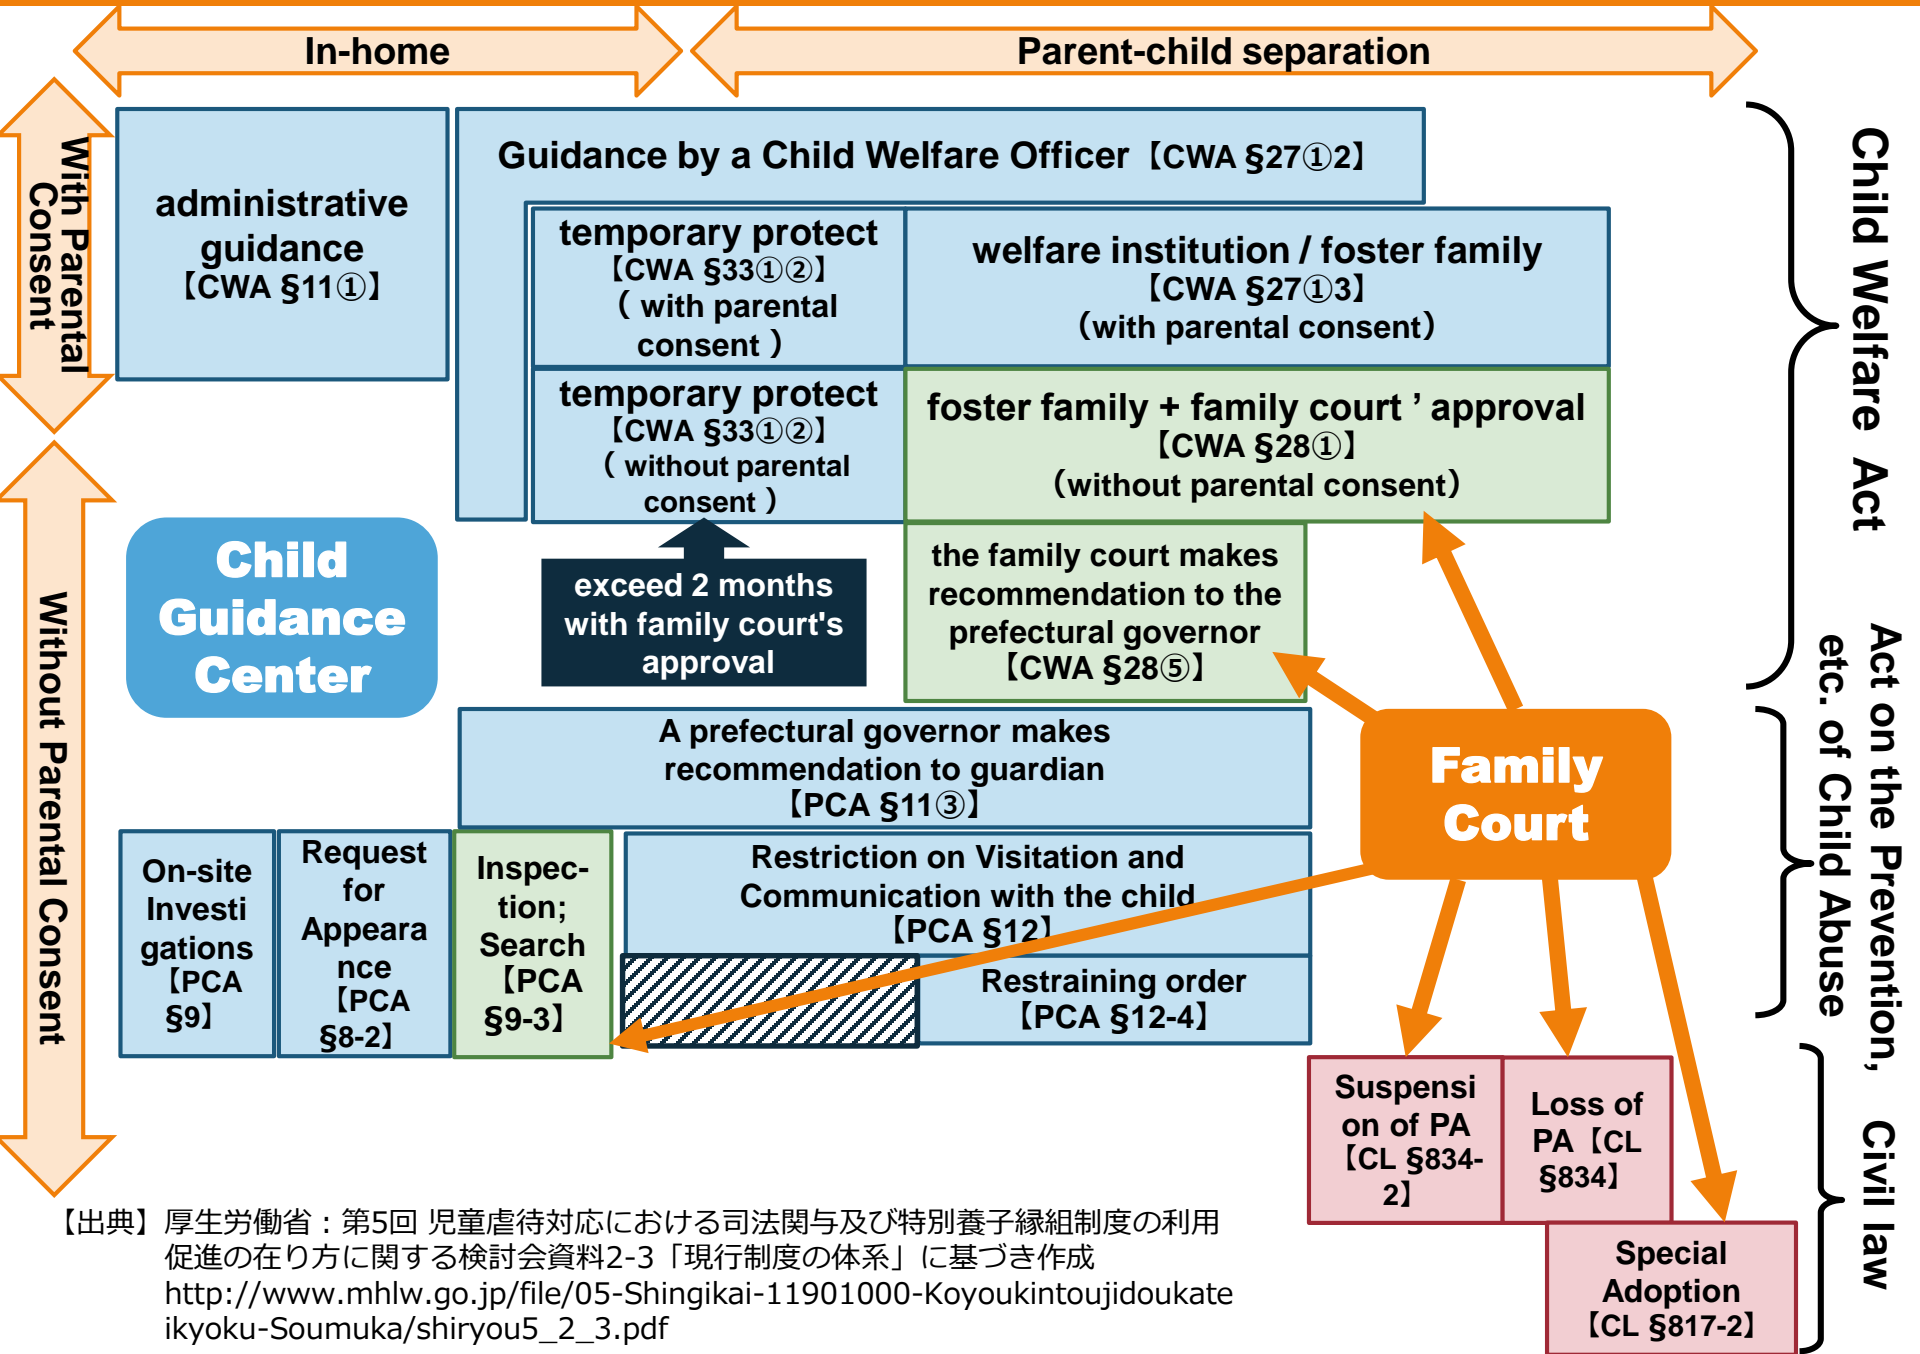 In-home
Parent-child separation
With Parental
Consent
administrative
guidance
【CWA §11①】
Guidance by a Child Welfare Officer【CWA §27①2】
temporary protect
【CWA §33①②】
( with parental
consent )
welfare institution / foster family
【CWA §27①3】
(with parental consent)
temporary protect
【CWA §33①②】
( without parental
consent )
foster family + family court ’ approval
【CWA §28①】
(without parental consent)
Child Welfare Act
Without Parental Consent
Child
Guidance
Center
exceed 2 months
with family court's
approval
the family court makes
recommendation to the
prefectural governor
【CWA §28⑤】
A prefectural governor makes
recommendation to guardian
【PCA §11③】
Family
Court
Act on the Prevention,
etc. of Child Abuse
On-site
Investi
gations
【PCA
§9】
Request
for
Appeara
nce
【PCA
§8-2】
Inspec-
tion;
Search
【PCA
§9-3】
Restriction on Visitation and
Communication with the child
【PCA §12】
Restraining order
【PCA §12-4】
Suspensi
on of PA
【CL §834-
2】
Loss of
PA【CL
§834】
Special
Adoption
【CL §817-2】
Civil law
【出典】厚生労働省：第5回 児童虐待対応における司法関与及び特別養子縁組制度の利用
促進の在り方に関する検討会資料2-3「現行制度の体系」に基づき作成
http://www.mhlw.go.jp/file/05-Shingikai-11901000-Koyoukintoujidoukate
ikyoku-Soumuka/shiryou5_2_3.pdf